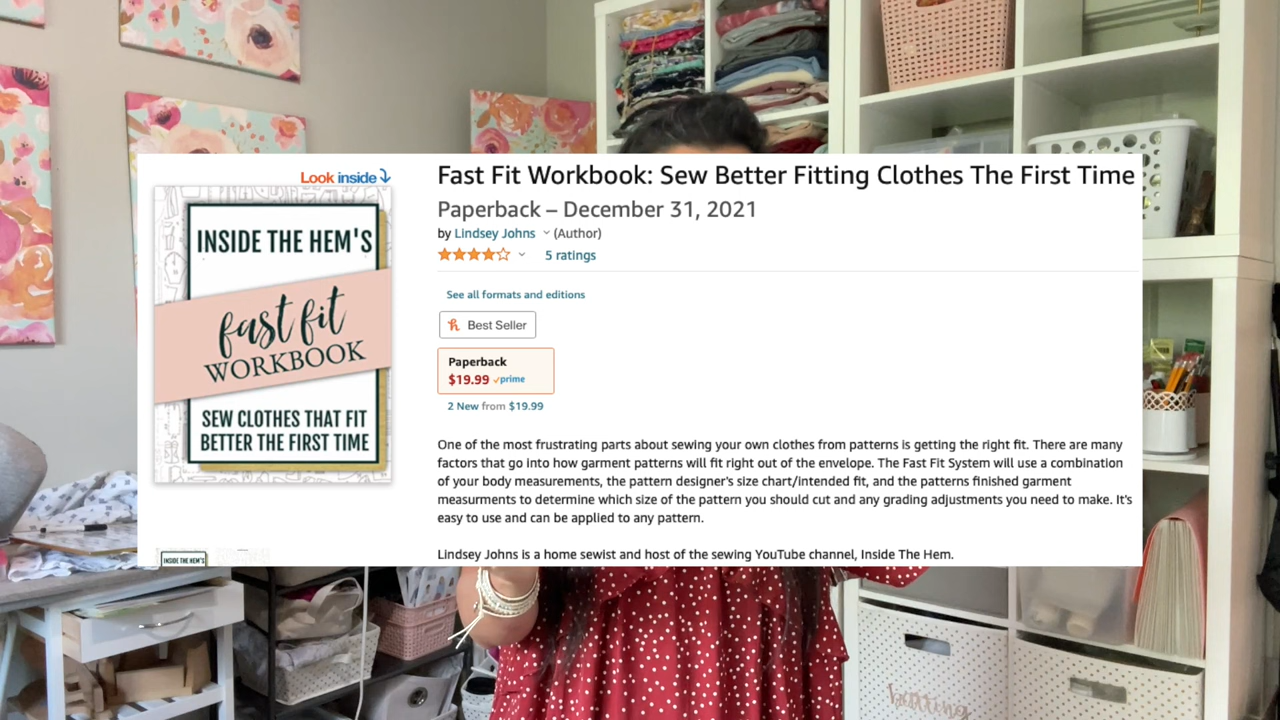 Look inside
INSIDE THE HEM'S
fast fit
WORKBOOK
SEW CLOTHES THAT FIT
BETTER THE FIRST TIME
INSIDE THE HEM'S
Fast Fit Workbook: Sew Better Fitting Clothes The First Time
Paperback – December 31, 2021
by Lindsey Johns (Author)
5 ratings
See all formats and editions
Best Seller
Paperback
$19.99 prime
2 New from $19.99
One of the most frustrating parts about sewing your own clothes from patterns is getting the right fit. There are many
factors that go into how garment patterns will fit right out of the envelope. The Fast Fit System will use a combination
of your body measurements, the pattern designer's size chart/intended fit, and the patterns finished garment
measurments to determine which size of the pattern you should cut and any grading adjustments you need to make. It's
easy to use and can be applied to any pattern.
Lindsey Johns is a home sewist and host of the sewing YouTube channel, Inside The Hem.